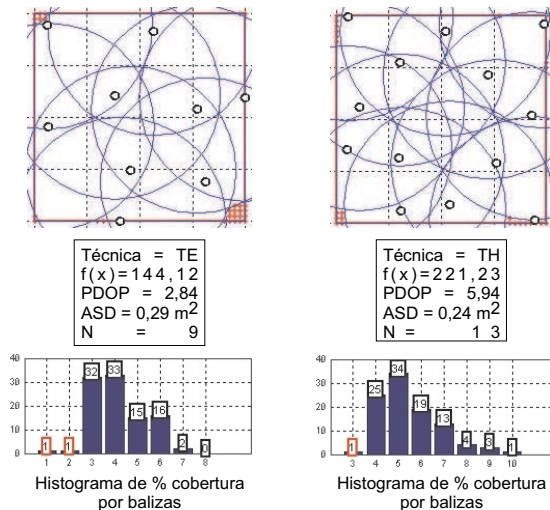 Técnica = TE
f(x)=144,12
PDOP = 2,84
ASD = 0,29 m²
N = 9
Técnica = TH
f(x)=221,23
PDOP = 5,94
ASD = 0,24 m²
N = 13
40
30
20
10
0
1 1 32 33 15 16 2 0
1 2 3 4 5 6 7 8
Histograma de % cobertura
por balizas
40
30
20
10
0
1 25 34 19 13 4 3 1
3 4 5 6 7 8 9 10
Histograma de % cobertura
por balizas